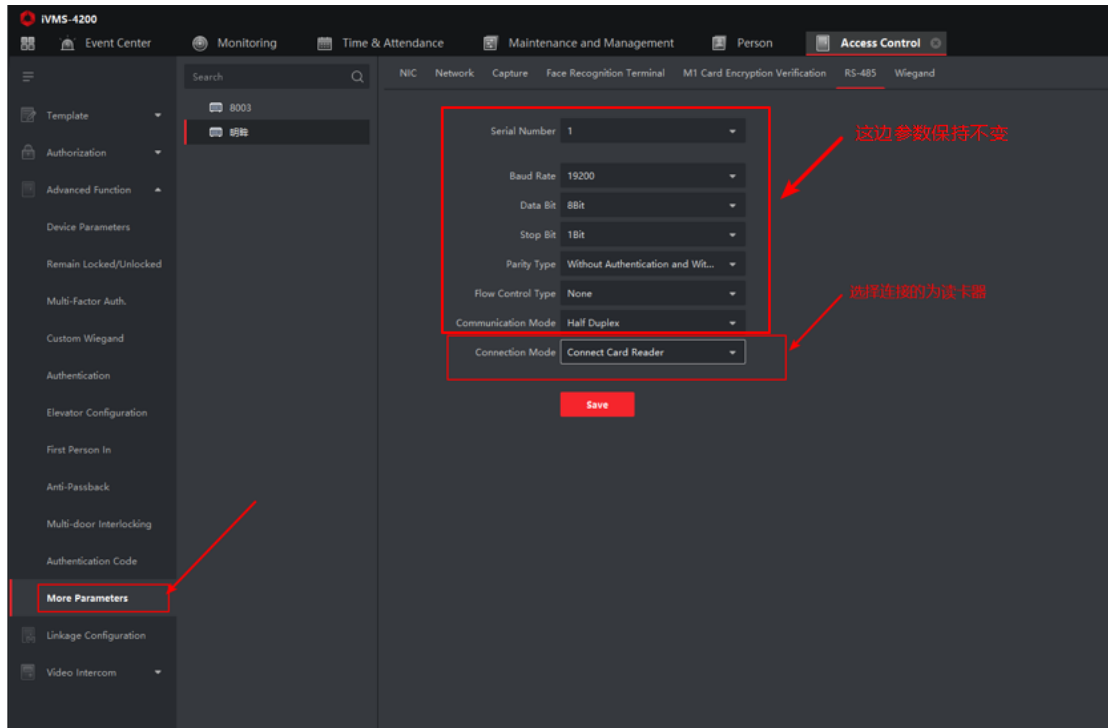 iVMS-4200
Event Center
Monitoring
Time & Attendance
Maintenance and Management
Person
Access Control
Search
NIC
Network
Capture
Face Recognition Terminal
M1 Card Encryption Verification
RS-485
Wiegand
Template
Authorization
Advanced Function
Device Parameters
Remain Locked/Unlocked
Multi-Factor Auth.
Custom Wiegand
Authentication
Elevator Configuration
First Person In
Anti-Passback
Multi-door Interlocking
Authentication Code
More Parameters
Linkage Configuration
Video Intercom
8003
Serial Number 1
Baud Rate 19200
Data Bit 8Bit
Stop Bit 1Bit
Parity Type Without Authentication and Wit...
Flow Control Type None
Communication Mode Half Duplex
Connection Mode Connect Card Reader
Save
这边参数保持不变
选择连接的为读卡器